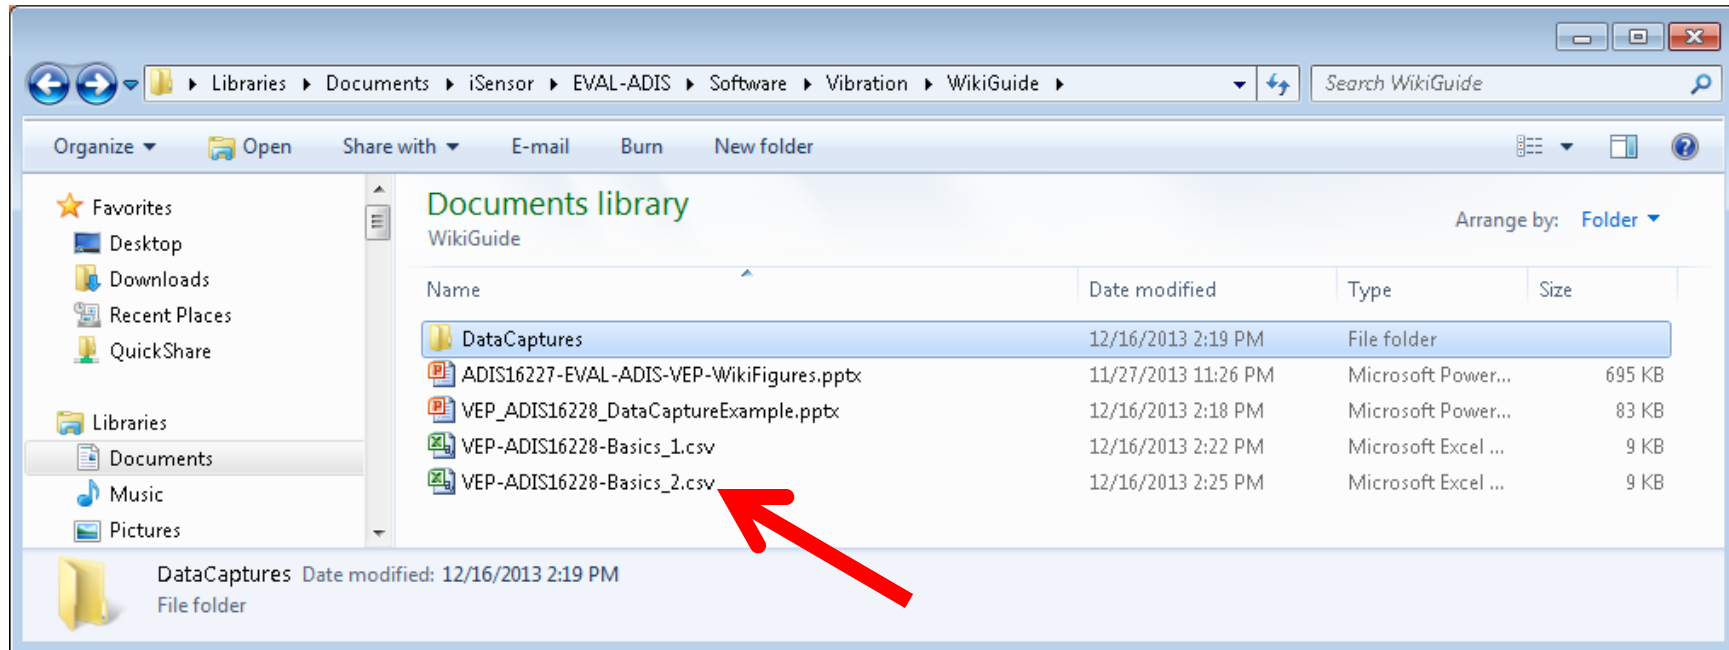 Libraries Documents iSensor EVAL-ADIS Software Vibration WikiGuide Search WikiGuide
Organize Open Share with E-mail Burn New folder
Favorites
Desktop
Downloads
Recent Places
QuickShare
Libraries
Documents
Music
Pictures
Documents library
WikiGuide
Arrange by: Folder
Name Date modified Type Size
DataCaptures 12/16/2013 2:19 PM File folder
ADIS16227-EVAL-ADIS-VEP-WikiFigures.pptx 11/27/2013 11:26 PM Microsoft Power... 695 KB
VEP_ADIS16228_DataCaptureExample.pptx 12/16/2013 2:18 PM Microsoft Power... 83 KB
VEP-ADIS16228-Basics_1.csv 12/16/2013 2:22 PM Microsoft Excel ... 9 KB
VEP-ADIS16228-Basics_2.csv 12/16/2013 2:25 PM Microsoft Excel ... 9 KB
DataCaptures Date modified: 12/16/2013 2:19 PM
File folder